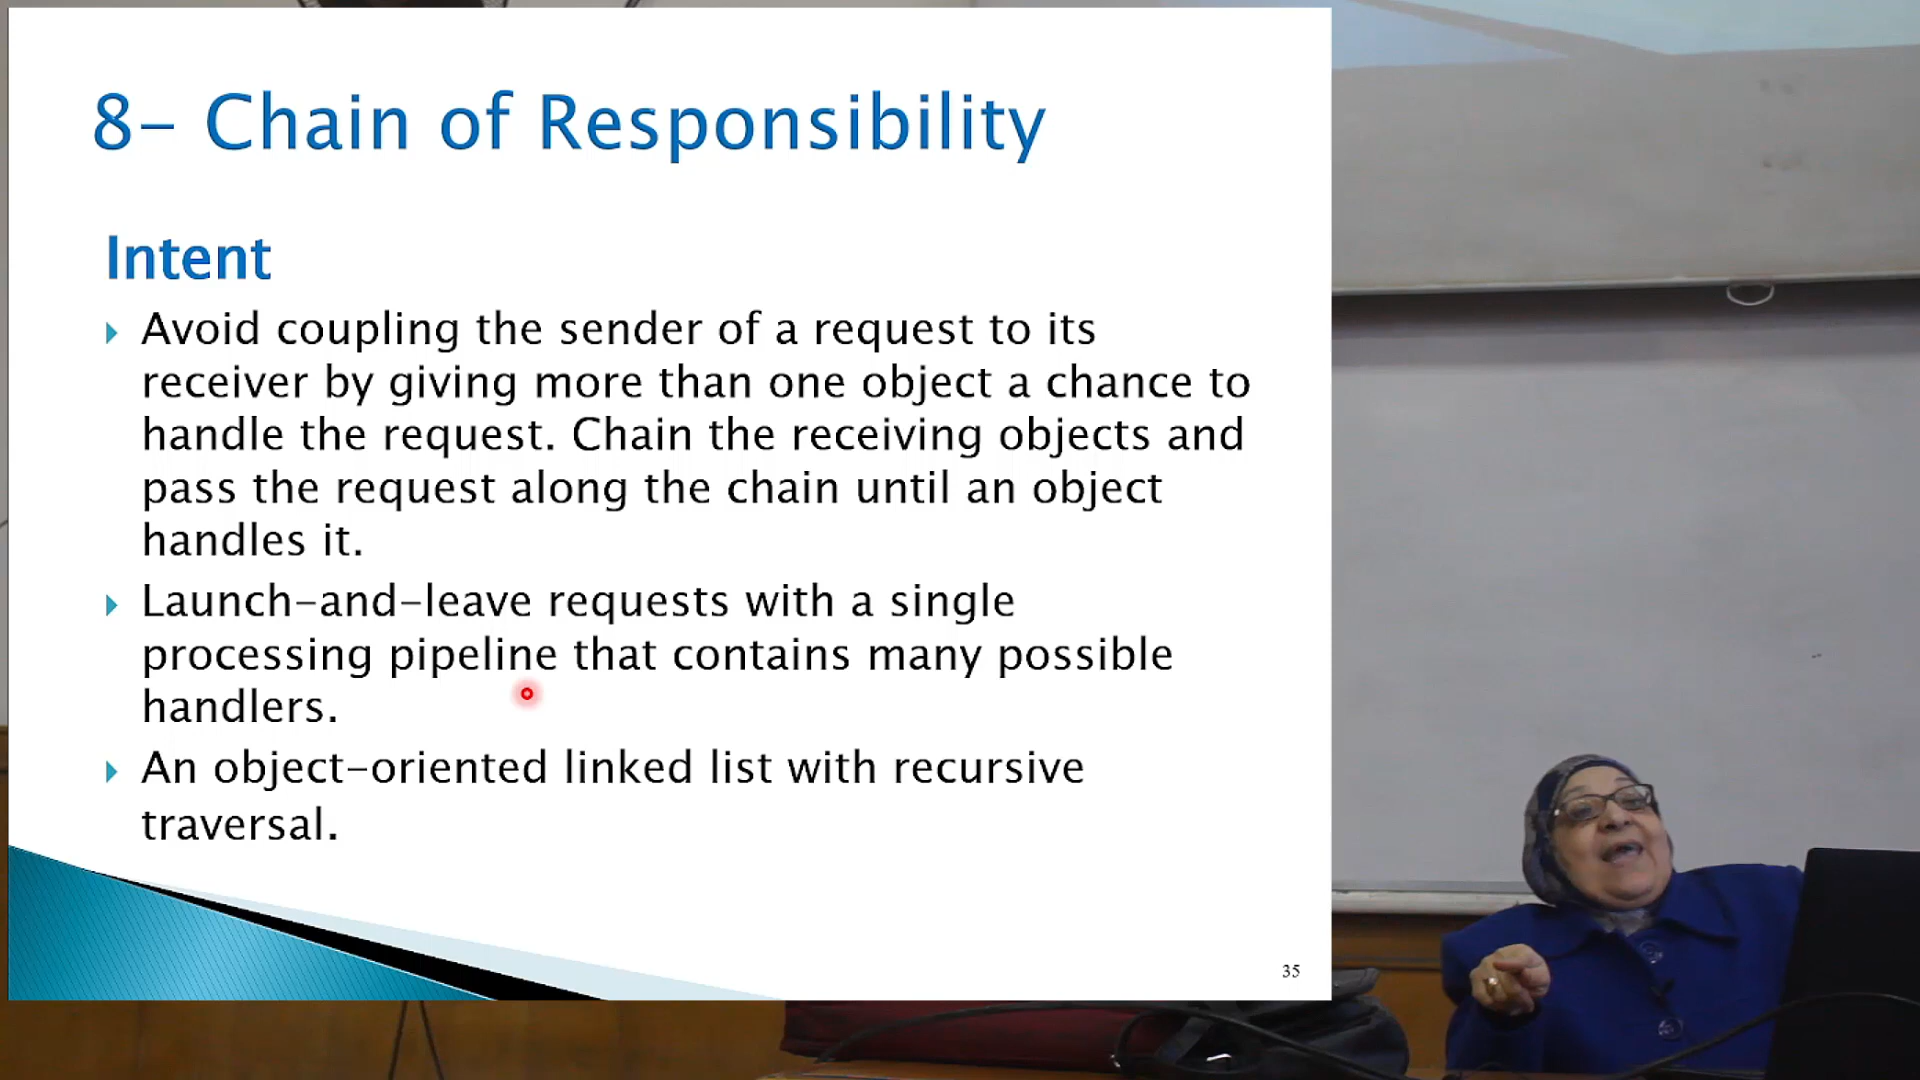 8- Chain of Responsibility
Intent
Avoid coupling the sender of a request to its
receiver by giving more than one object a chance to
handle the request. Chain the receiving objects and
pass the request along the chain until an object
handles it.
Launch-and-leave requests with a single
processing pipeline that contains many possible
handlers.
An object-oriented linked list with recursive
traversal.
35